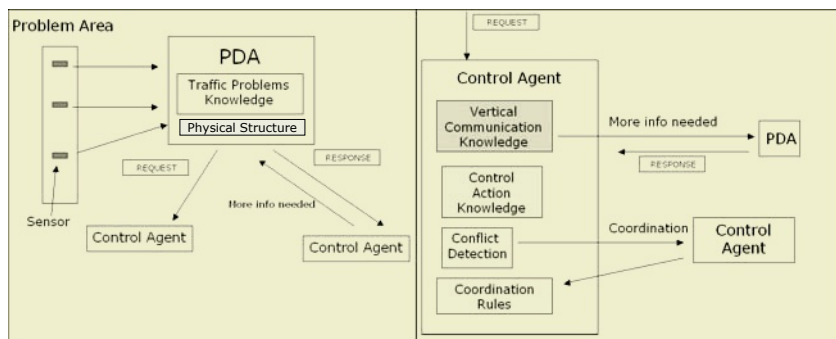 Problem Area
PDA
Traffic Problems
Knowledge
Physical Structure
REQUEST
RESPONSE
More info needed
Sensor
Control Agent
Control Agent
REQUEST
Control Agent
Vertical
Communication
Knowledge
More info needed
PDA
RESPONSE
Control
Action
Knowledge
Conflict
Detection
Coordination
Control
Agent
Coordination
Rules